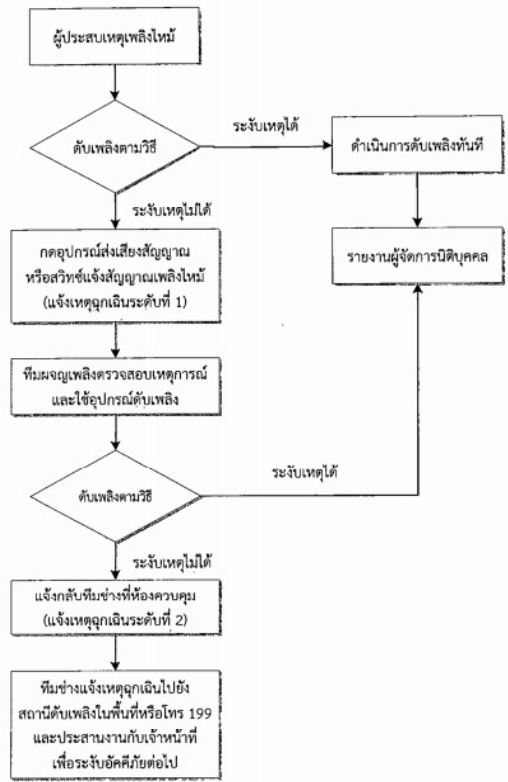 ผู้ประสบเหตุเพลิงไหม้
ดับเพลิงตามวิธี
ระงับเหตุได้
ดำเนินการดับเพลิงทันที
รายงานผู้จัดการนิติบุคคล
ระงับเหตุไม่ได้
กดอุปกรณ์ส่งเสียงสัญญาณ
หรือสวิทช์แจ้งสัญญาณเพลิงไหม้
(แจ้งเหตุฉุกเฉินระดับที่ 1)
ทีมผจญเพลิงตรวจสอบเหตุการณ์
และใช้อุปกรณ์ดับเพลิง
ดับเพลิงตามวิธี
ระงับเหตุได้
ระงับเหตุไม่ได้
แจ้งกลับทีมช่างที่ห้องควบคุม
(แจ้งเหตุฉุกเฉินระดับที่ 2)
ทีมช่างแจ้งเหตุฉุกเฉินไปยัง
สถานีดับเพลิงในพื้นที่หรือโทร 199
และประสานงานกับเจ้าหน้าที่
เพื่อระงับอัคคีภัยต่อไป